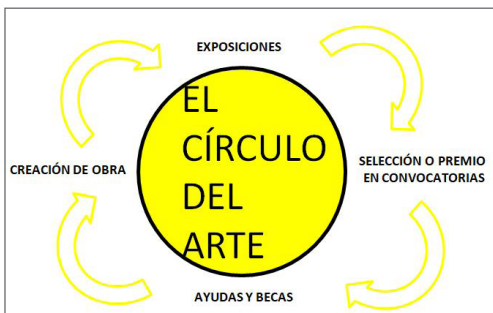 EXPOSICIONES
EL
CÍRCULO
DEL
ARTE
SELECCIÓN O PREMIO
EN CONVOCATORIAS
CREACIÓN DE OBRA
AYUDAS Y BECAS